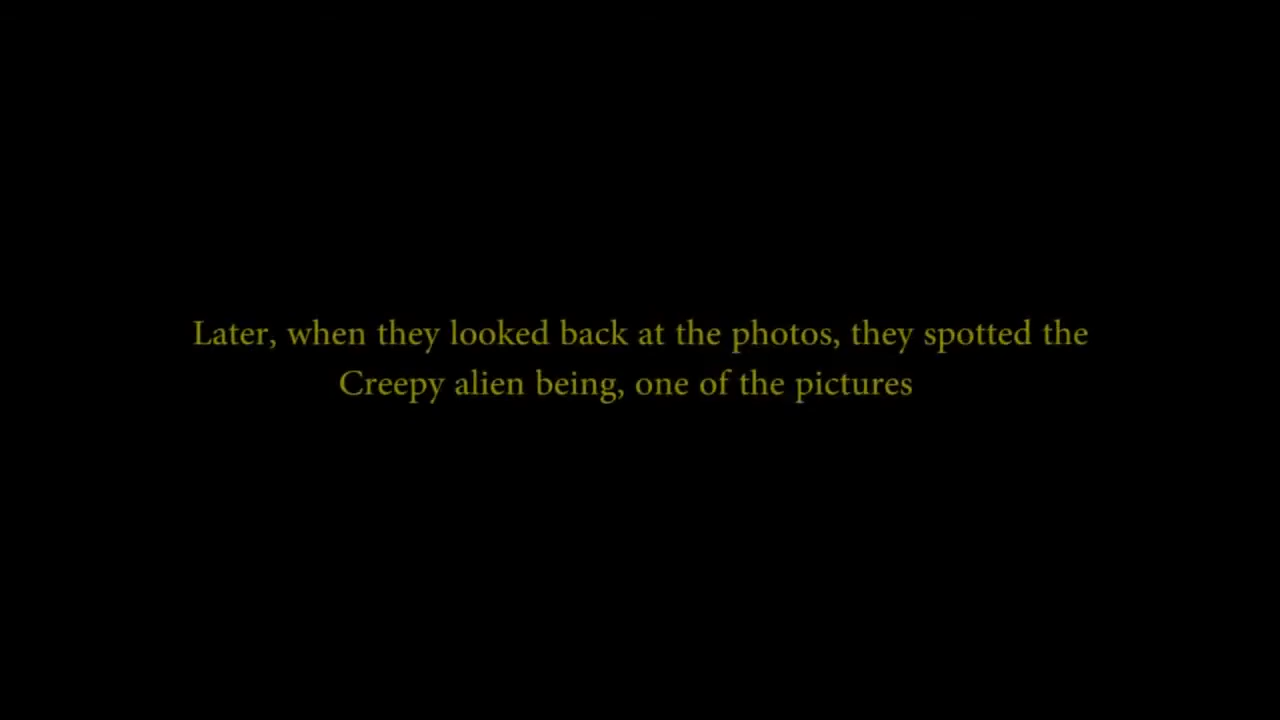 Later, when they looked back at the photos, they spotted the
Creepy alien being, one of the pictures